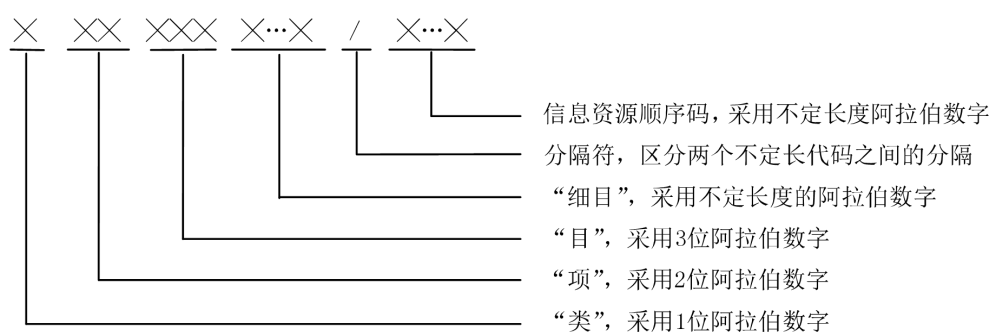 × ×× ××× ×…× / ×…×
信息资源顺序码，采用不定长度阿拉伯数字
分隔符，区分两个不定长代码之间的分隔
“细目”，采用不定长度的阿拉伯数字
“目”，采用3位阿拉伯数字
“项”，采用2位阿拉伯数字
“类”，采用1位阿拉伯数字